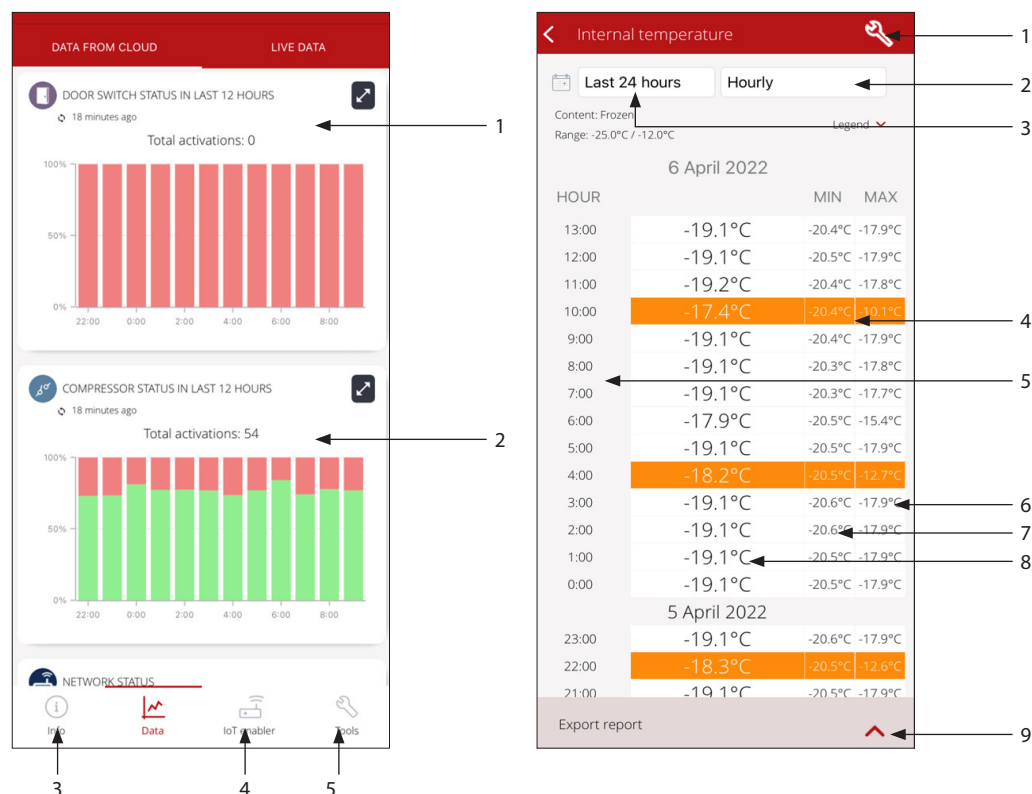 DATA FROM CLOUD
LIVE DATA
DOOR SWITCH STATUS IN LAST 12 HOURS
18 minutes ago
Total activations: 0
100%
50%
0%
22:00 0:00 2:00 4:00 6:00 8:00
1
COMPRESSOR STATUS IN LAST 12 HOURS
18 minutes ago
Total activations: 54
2
100%
50%
0%
22:00 0:00 2:00 4:00 6:00 8:00
NETWORK STATUS
Info
Data
IoT enabler
Tools
3
4
5
Internal temperature
1
Last 24 hours
Hourly
2
Content: Frozen
Range: -25.0°C / -12.0°C
Legend
3
6 April 2022
HOUR MIN MAX
13:00 -19.1°C -20.4°C -17.9°C
12:00 -19.1°C -20.5°C -17.9°C
11:00 -19.2°C -20.4°C -17.8°C
10:00 -17.4°C -20.4°C -10.1°C
4
9:00 -19.1°C -20.4°C -17.9°C
8:00 -19.1°C -20.3°C -17.8°C
5
7:00 -19.1°C -20.3°C -17.7°C
6:00 -17.9°C -20.5°C -15.4°C
5:00 -19.1°C -20.5°C -17.9°C
4:00 -18.2°C -20.5°C -12.7°C
3:00 -19.1°C -20.6°C -17.9°C
6
2:00 -19.1°C -20.6°C -17.9°C
7
1:00 -19.1°C -20.5°C -17.9°C
8
0:00 -19.1°C -20.5°C -17.9°C
5 April 2022
23:00 -19.1°C -20.6°C -17.9°C
22:00 -18.3°C -20.5°C -12.6°C
21:00 -19.1°C -20.5°C -17.9°C
Export report
9